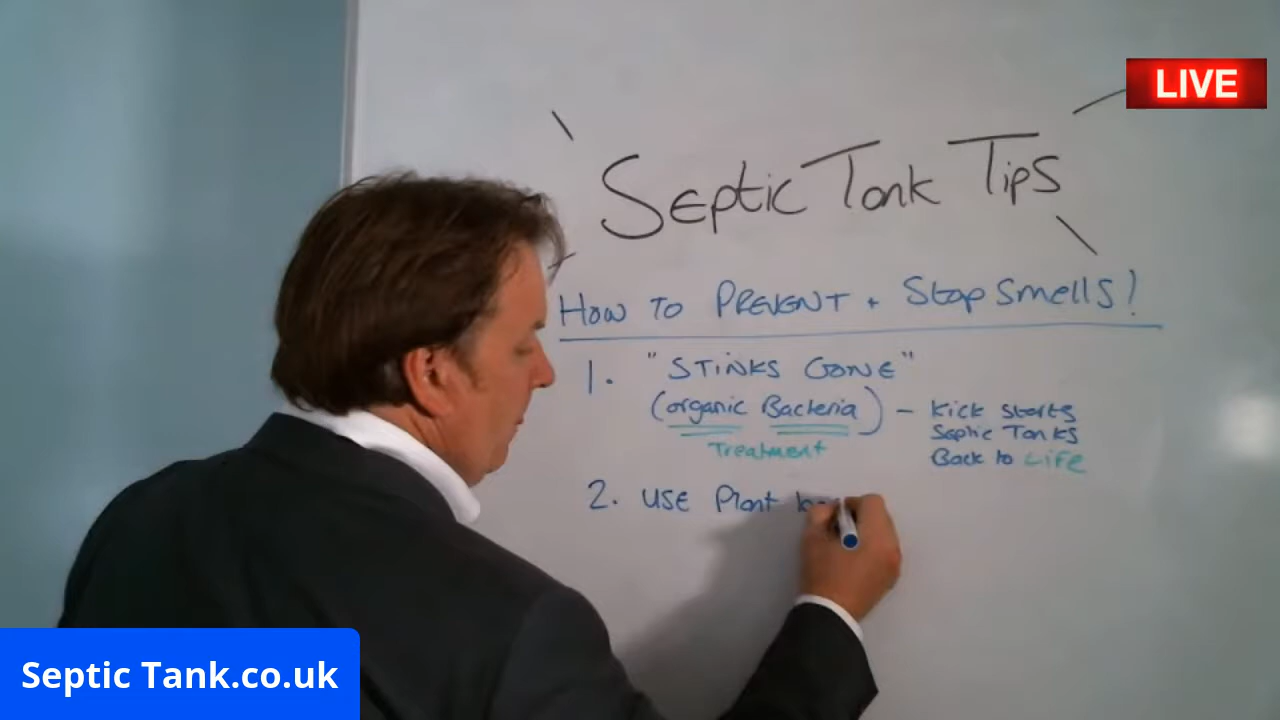 LIVE
Septic Tank Tips
How To PREVENT + Stop Smells!
1. "STINKS GONE"
(organic Bacteria) - Kick Starts
Septic Tanks
Treatment
Back to LiFe
2. USE Plant
Septic Tank.co.uk